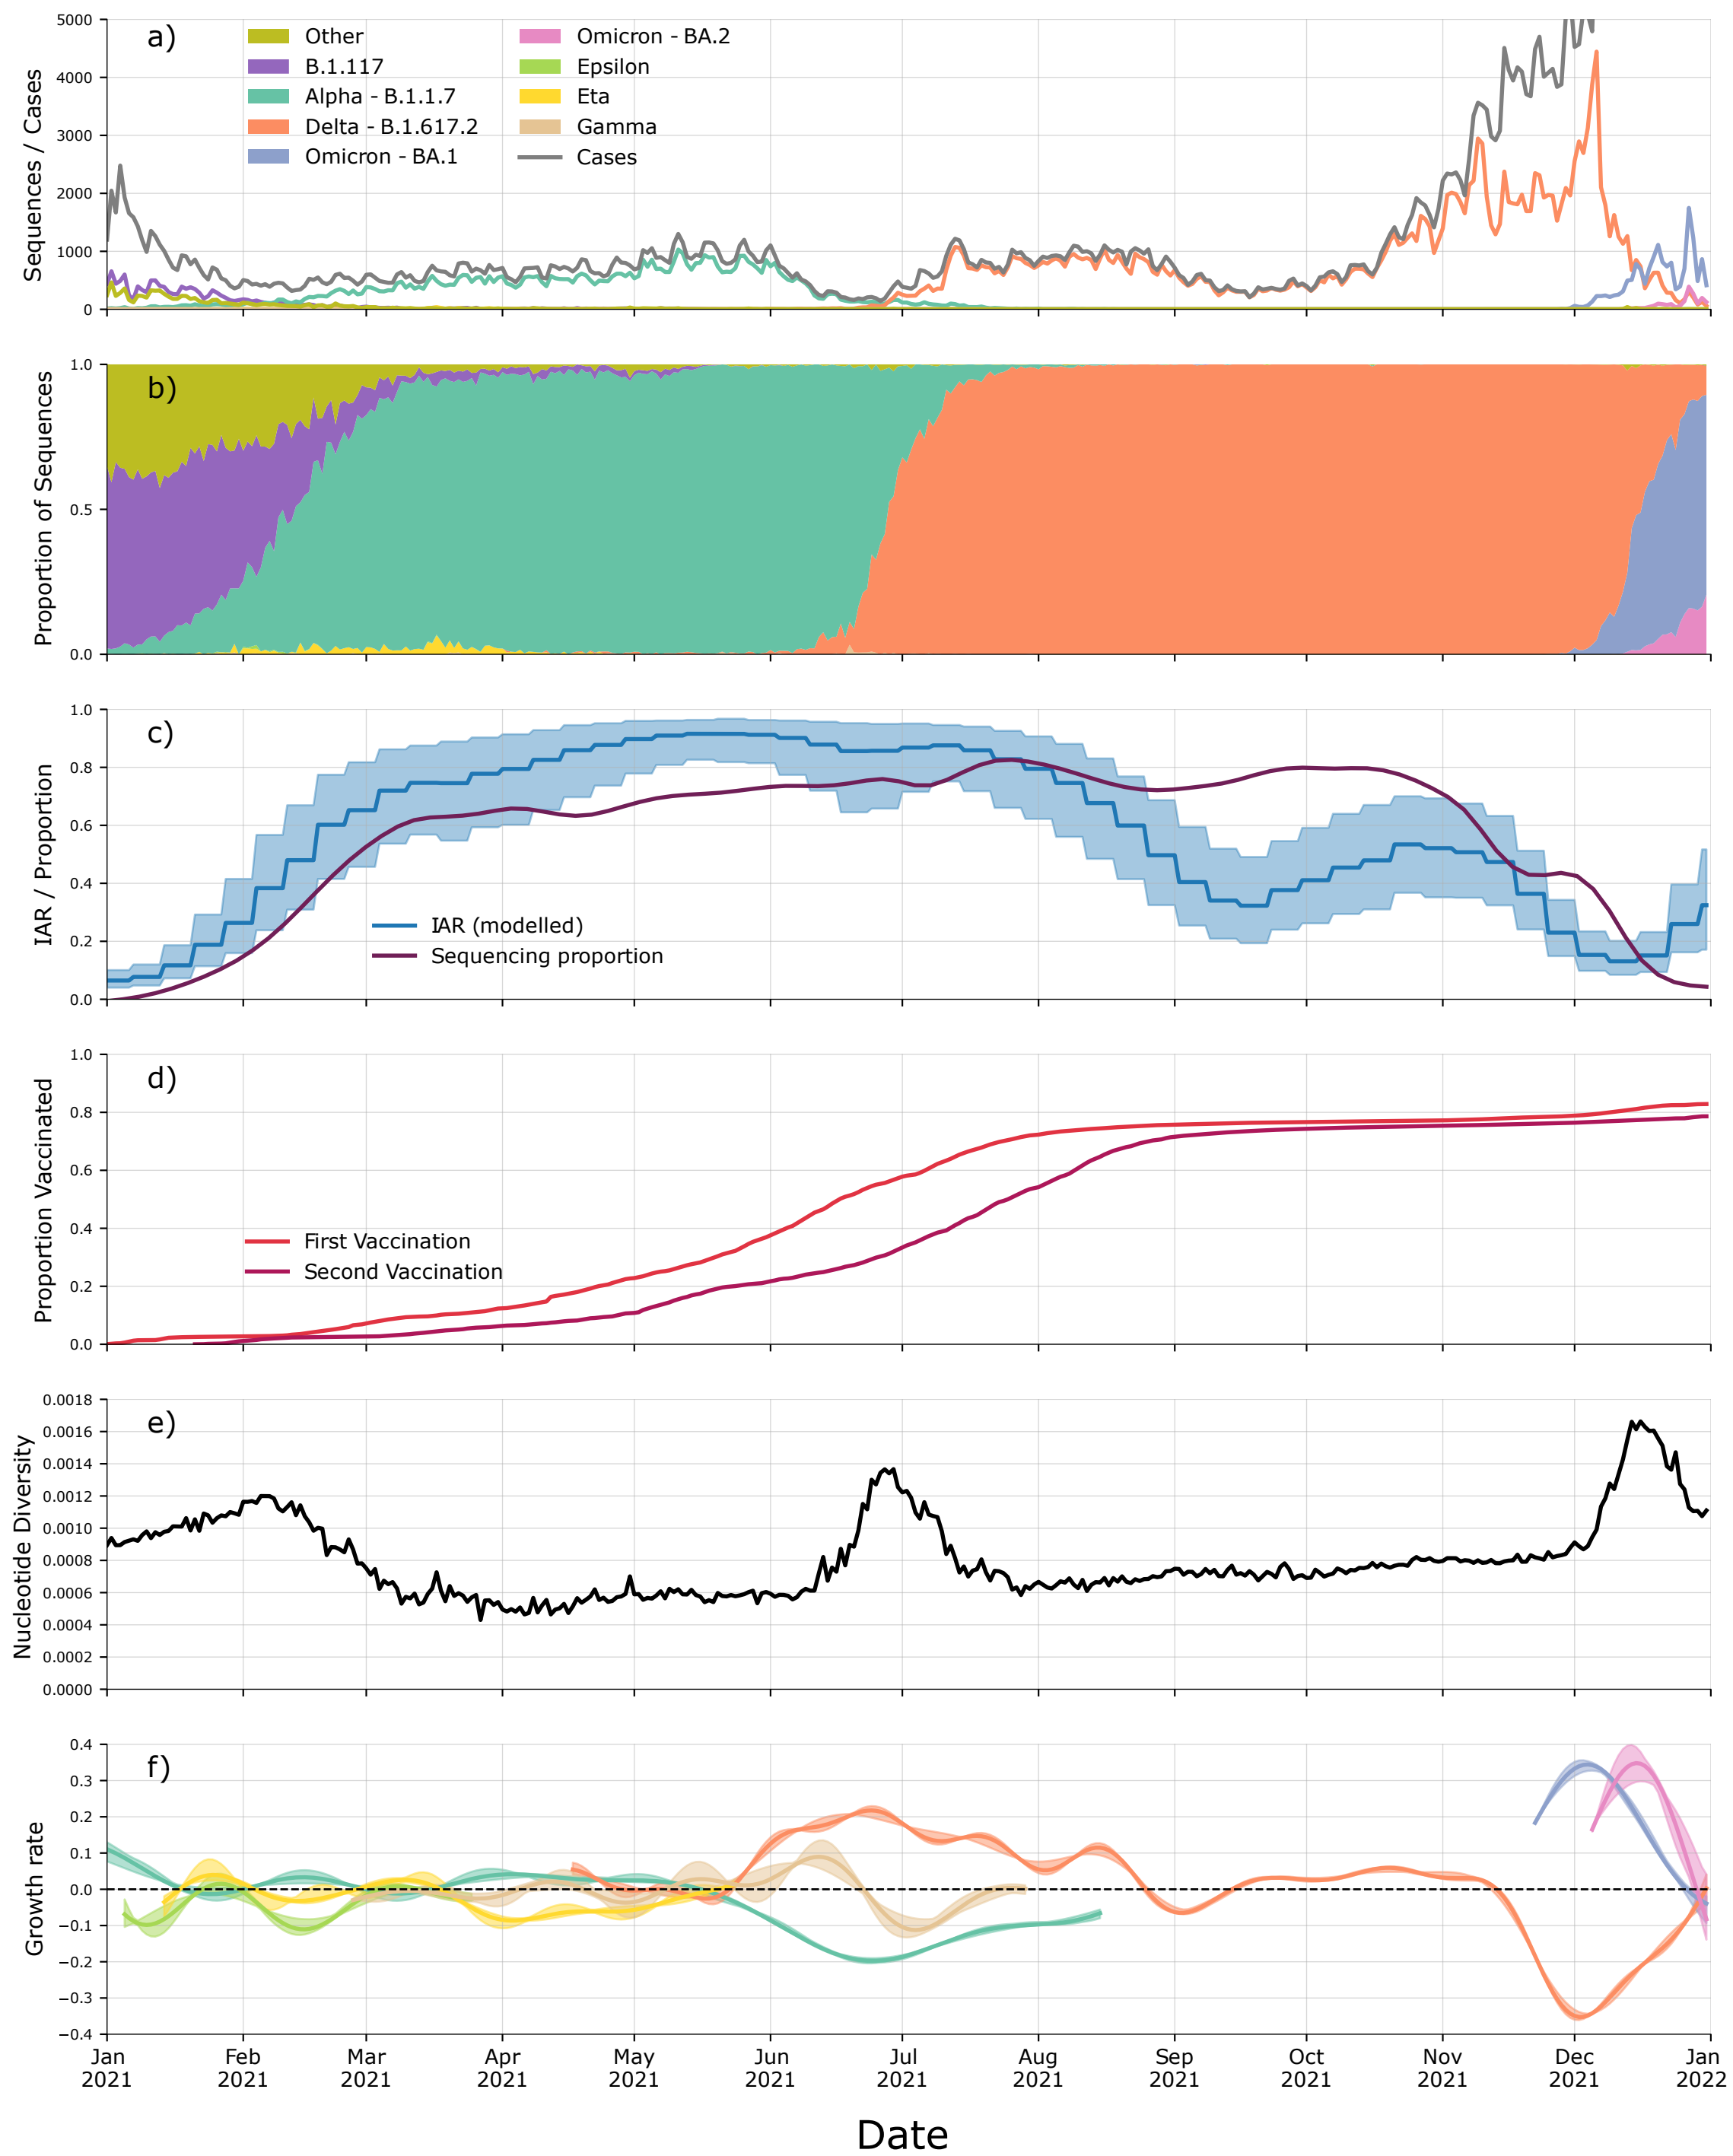 a)
Sequences / Cases
5000
4000
3000
2000
1000
0
Other
B.1.117
Alpha - B.1.1.7
Delta - B.1.617.2
Omicron - BA.1
Omicron - BA.2
Epsilon
Eta
Gamma
Cases
b)
Proportion of Sequences
1.0
0.5
0.0
c)
IAR / Proportion
1.0
0.8
0.6
0.4
0.2
0.0
IAR (modelled)
Sequencing proportion
d)
Proportion Vaccinated
1.0
0.8
0.6
0.4
0.2
0.0
First Vaccination
Second Vaccination
e)
Nucleotide Diversity
0.0018
0.0016
0.0014
0.0012
0.0010
0.0008
0.0006
0.0004
0.0002
0.0000
f)
Growth rate
0.4
0.3
0.2
0.1
0.0
−0.1
−0.2
−0.3
−0.4
Jan Feb Mar Apr May Jun Jul Aug Sep Oct Nov Dec Jan
2021 2021 2021 2021 2021 2021 2021 2021 2021 2021 2021 2021 2022
Date